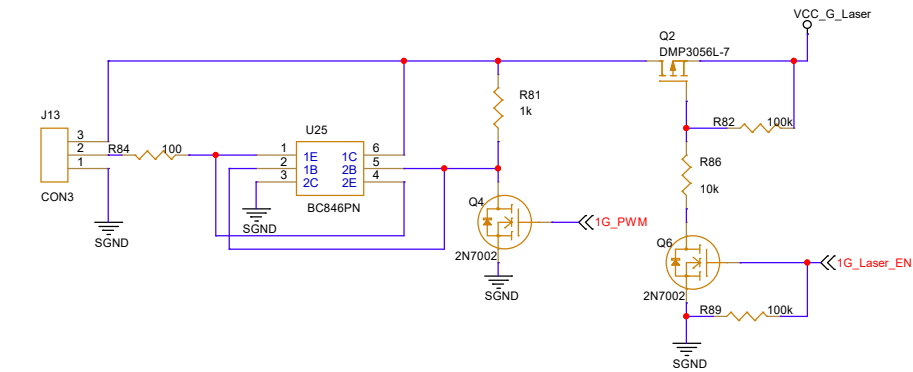 VCC_G_Laser
Q2
DMP3056L-7
R81
1k
R82 100k
J13
3
2
1
CON3
R84 100
U25
1 1E 1C 6
2 1B 2B 5
3 2C 2E 4
BC846PN
R86
10k
Q4
1G_PWM
2N7002
SGND
SGND
SGND
Q6
1G_Laser_EN
2N7002
R89 100k
SGND